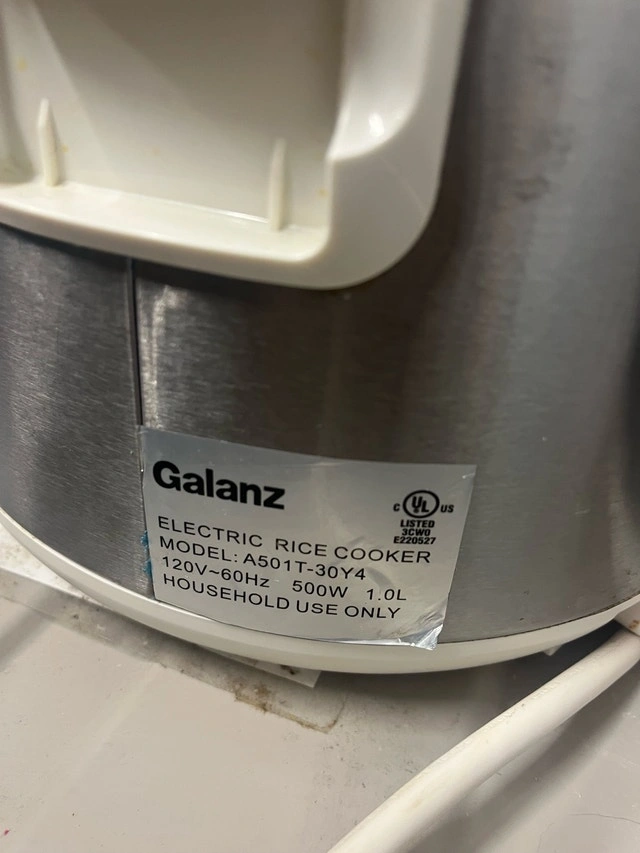 Galanz
C UL US
LISTED
3CW0
E220527
ELECTRIC RICE COOKER
MODEL: A501T-30Y4
120V~60Hz 500W 1.0L
HOUSEHOLD USE ONLY